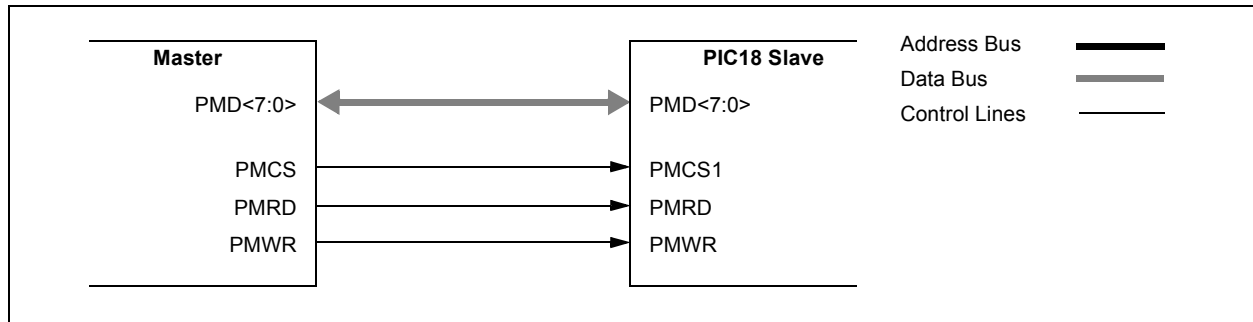 Master
PMD<7:0>
PMCS
PMRD
PMWR
PIC18 Slave
PMD<7:0>
PMCS1
PMRD
PMWR
Address Bus
Data Bus
Control Lines